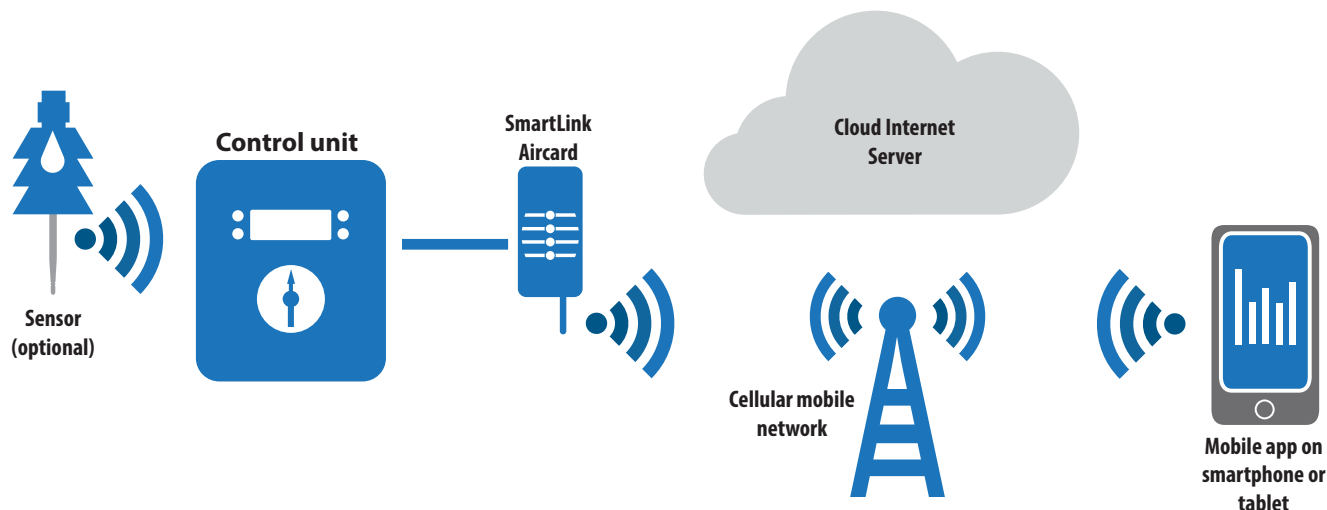 Sensor
(optional)
Control unit
SmartLink
Aircard
Cloud Internet
Server
Cellular mobile
network
Mobile app on
smartphone or
tablet